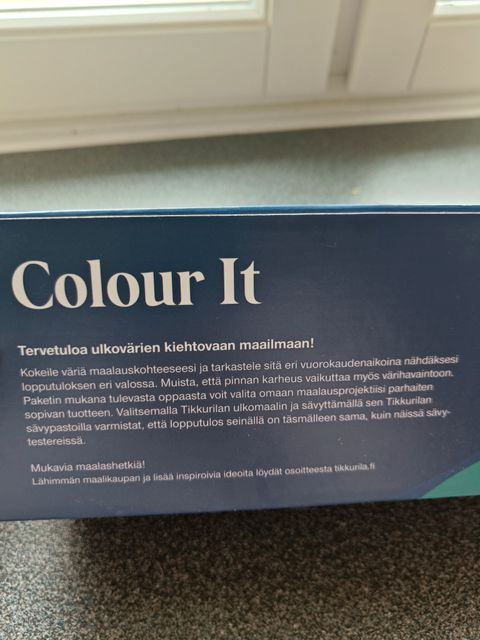 Colour It
Tervetuloa ulkovärien kiehtovaan maailmaan!
Kokeile väriä maalauskohteeseesi ja tarkastele sitä eri vuorokaudenaikoina nähdäksesi
lopputuloksen eri valossa. Muista, että pinnan karheus vaikuttaa myös värihavaintoon.
Paketin mukana tulevasta oppaasta voit valita omaan maalausprojektiisi parhaiten
sopivan tuotteen. Valitsemalla Tikkurilan ulkomaalin ja sävyttämällä sen Tikkurilan
sävypastoilla varmistat, että lopputulos seinällä on täsmälleen sama, kuin näissä sävy-
testereissä.
Mukavia maalashetkiä!
Lähimmän maalikaupan ja lisää inspiroivia ideoita löydät osoitteesta tikkurila.fi